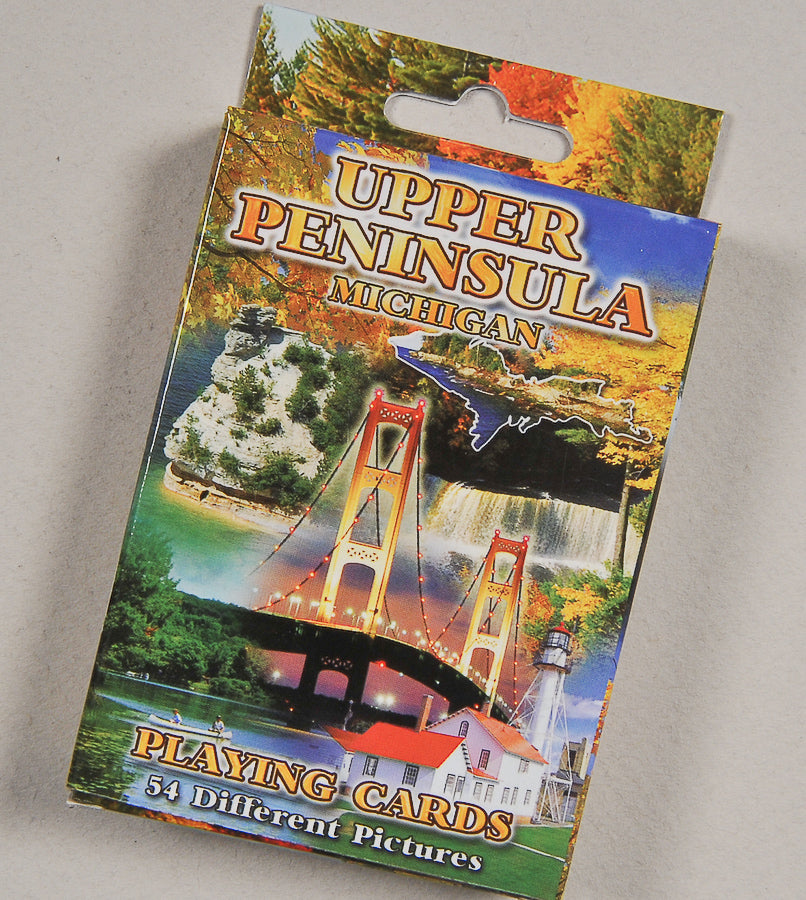 UPPER
PENINSULA
MICHIGAN
PLAYING CARDS
54 Different Pictures